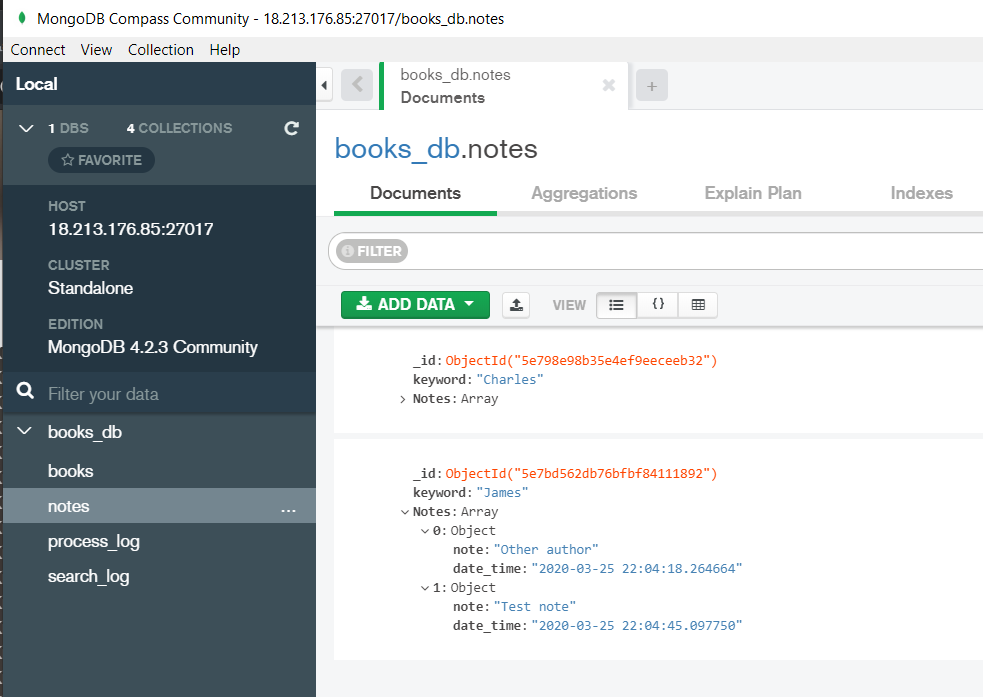 MongoDB Compass Community - 18.213.176.85:27017/books_db.notes
Connect View Collection Help
Local
1 DBS 4 COLLECTIONS
FAVORITE
HOST
18.213.176.85:27017
CLUSTER
Standalone
EDITION
MongoDB 4.2.3 Community
Filter your data
books_db
books
notes ...
process_log
search_log
books_db.notes
Documents
books_db.notes
Documents Aggregations Explain Plan Indexes
FILTER
ADD DATA VIEW {}
_id: ObjectId("5e798e98b35e4ef9eeceeb32")
keyword: "Charles"
Notes: Array
_id: ObjectId("5e7bd562db76bfbf84111892")
keyword: "James"
Notes: Array
0: Object
note: "Other author"
date_time: "2020-03-25 22:04:18.264664"
1: Object
note: "Test note"
date_time: "2020-03-25 22:04:45.097750"